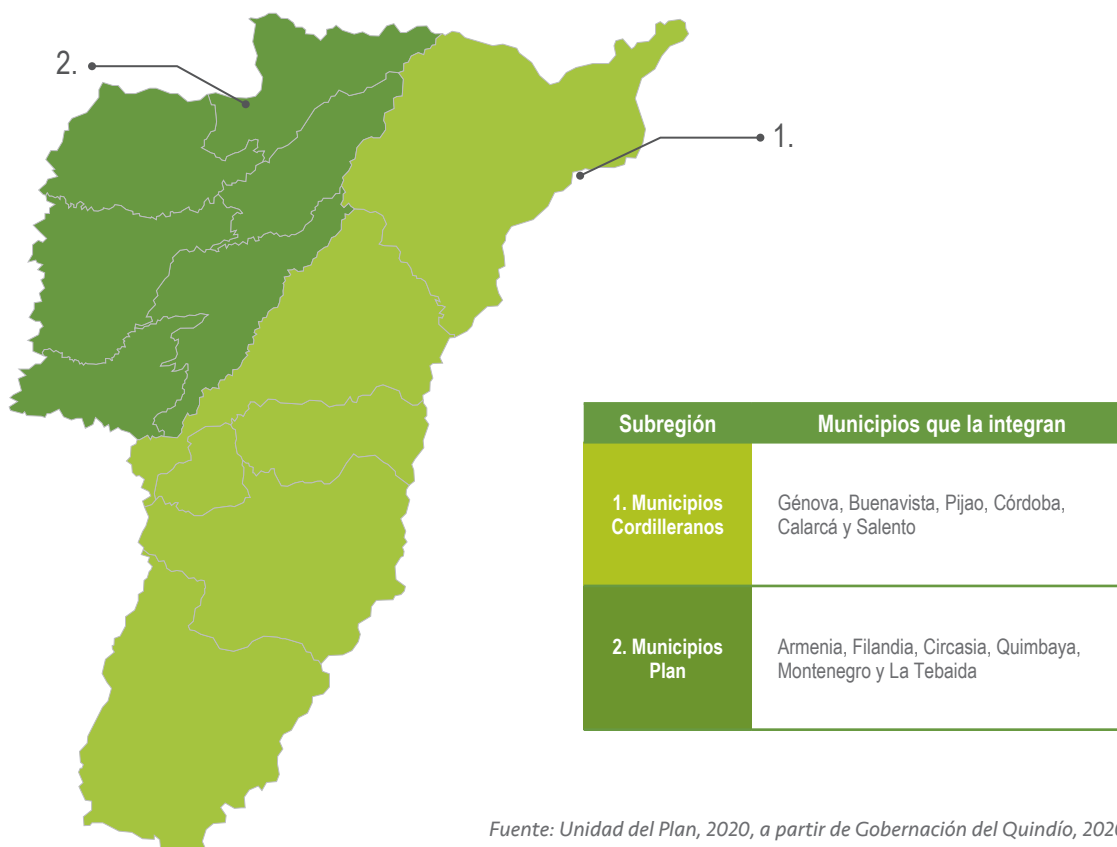 2.
1.
Subregión Municipios que la integran
1. Municipios
Cordilleranos
Génova, Buenavista, Pijao, Córdoba,
Calarcá y Salento
2. Municipios
Plan
Armenia, Filandia, Circasia, Quimbaya,
Montenegro y La Tebaida
Fuente: Unidad del Plan, 2020, a partir de Gobernación del Quindío, 2020